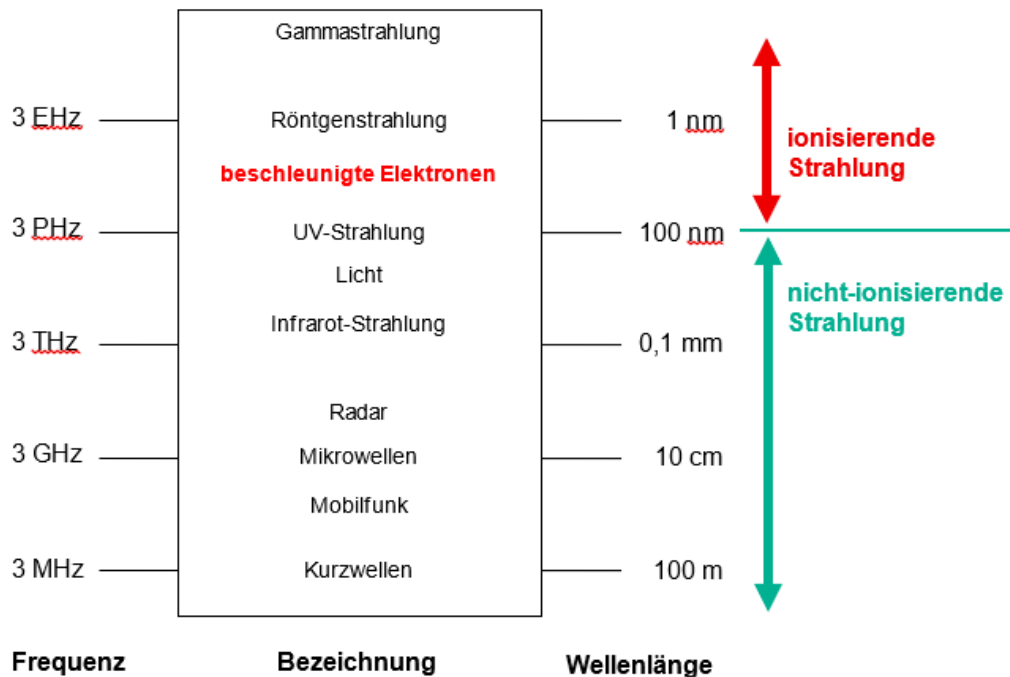 Gammastrahlung
3 EHz
Röntgenstrahlung
1 nm
ionisierende
Strahlung
beschleunigte Elektronen
3 PHz
UV-Strahlung
100 nm
Licht
nicht-ionisierende
Strahlung
Infrarot-Strahlung
3 THz
0,1 mm
Radar
3 GHz
Mikrowellen
10 cm
Mobilfunk
3 MHz
Kurzwellen
100 m
Frequenz
Bezeichnung
Wellenlänge